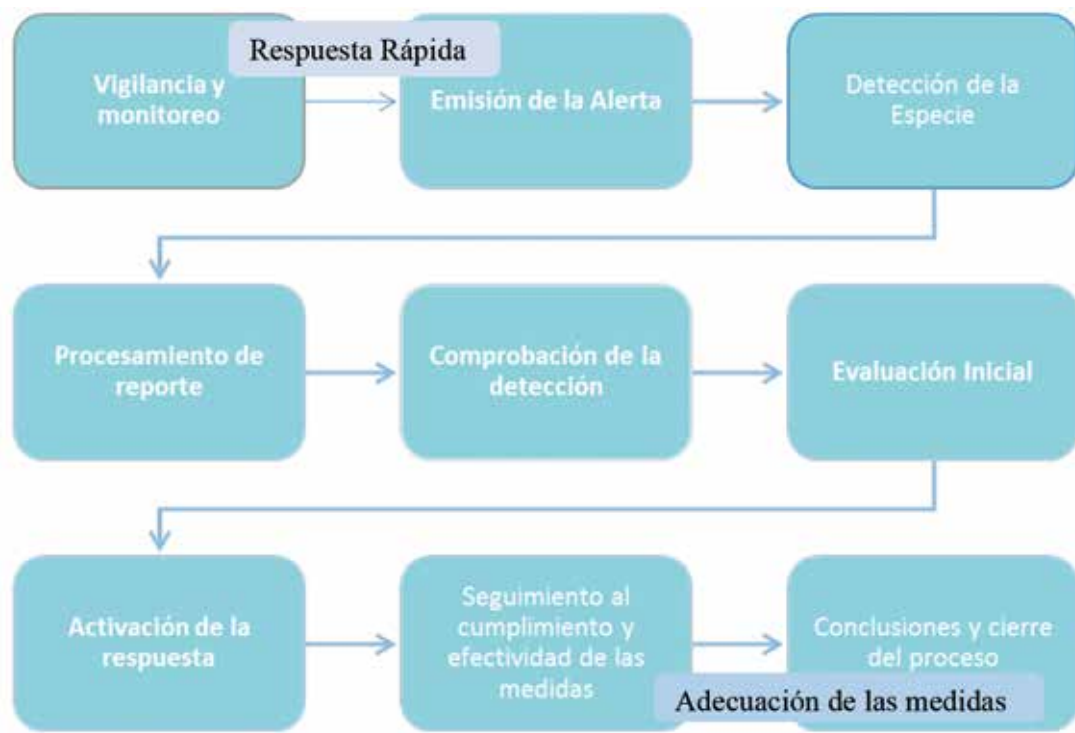 Respuesta Rápida
Vigilancia y
monitoreo
Emisión de la Alerta
Detección de la
Especie
Procesamiento de
reporte
Comprobación de la
detección
Evaluación Inicial
Activación de la
respuesta
Seguimiento al
cumplimiento y
efectividad de las
medidas
Conclusiones y cierre
del proceso
Adecuación de las medidas